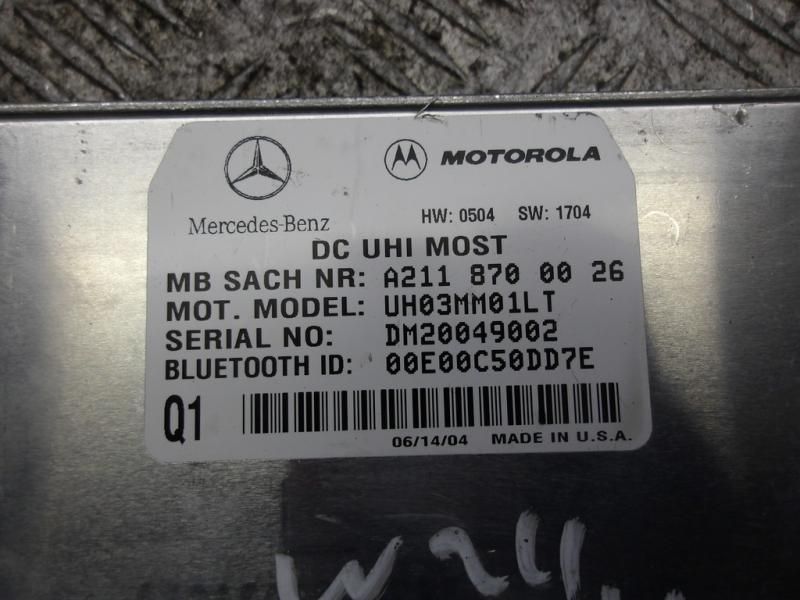 MOTOROLA
Mercedes-Benz
HW: 0504 SW: 1704
DC UHI MOST
MB SACH NR: A211 870 00 26
MOT. MODEL: UH03MM01LT
SERIAL NO: DM20049002
BLUETOOTH ID: 00E00C50DD7E
Q1
06/14/04 MADE IN U.S.A.